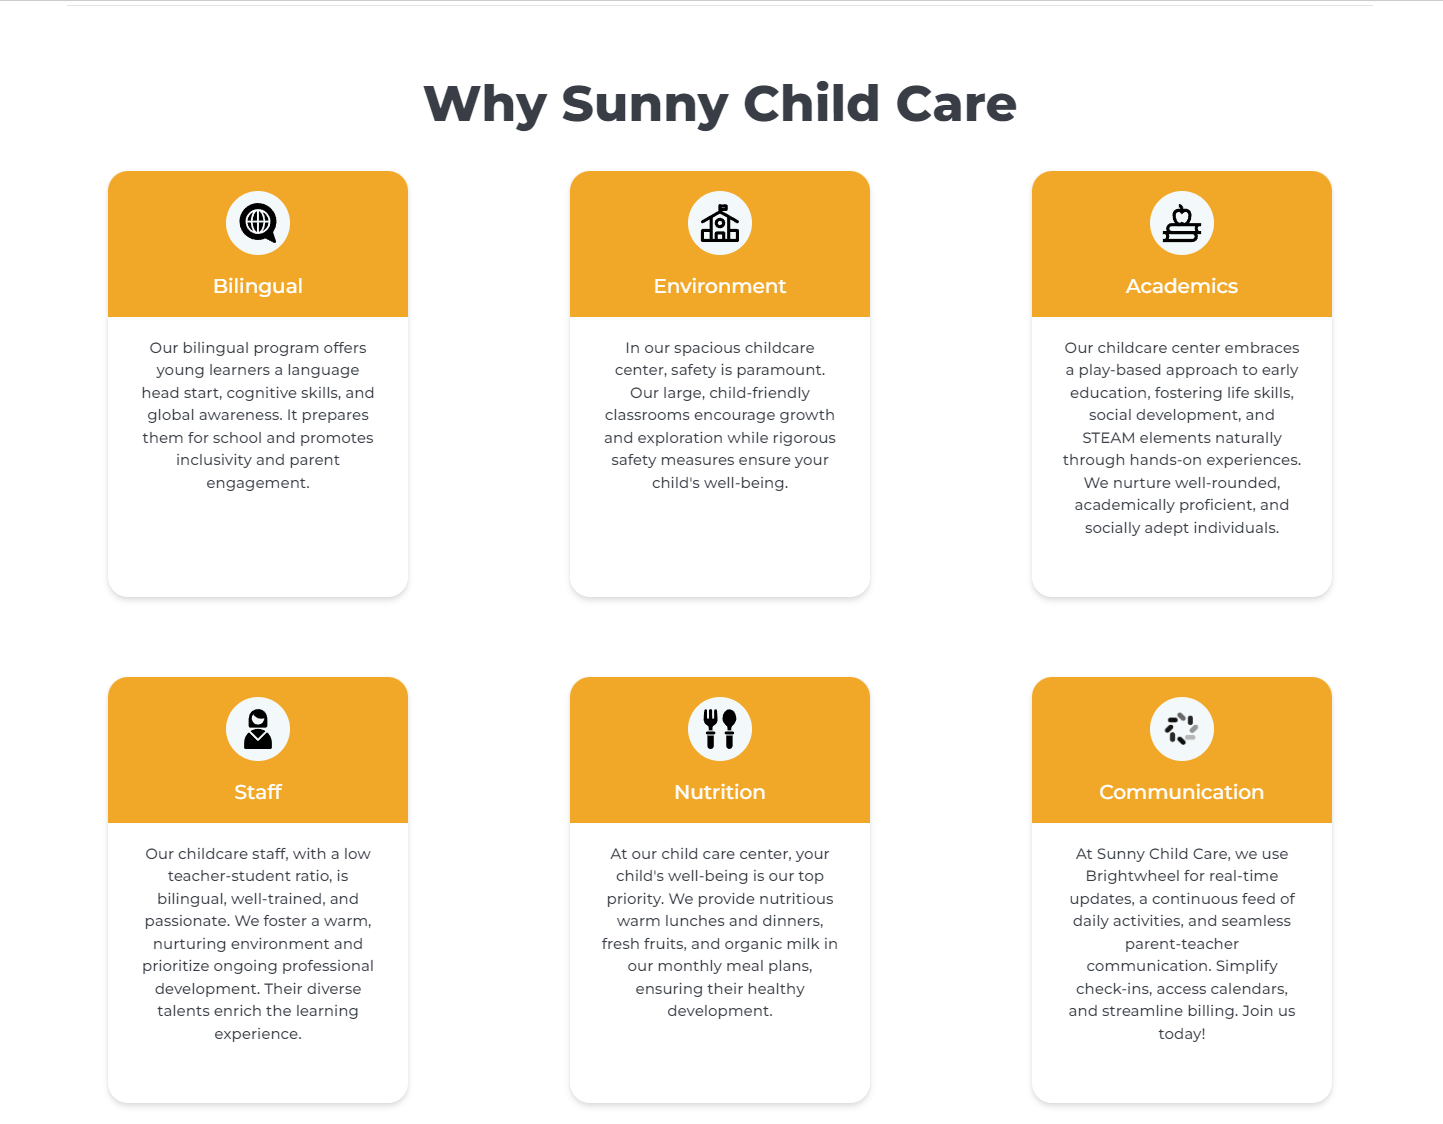 Why Sunny Child Care
Bilingual
Our bilingual program offers
young learners a language
head start, cognitive skills, and
global awareness. It prepares
them for school and promotes
inclusivity and parent
engagement.
Environment
In our spacious childcare
center, safety is paramount.
Our large, child-friendly
classrooms encourage growth
and exploration while rigorous
safety measures ensure your
child's well-being.
Academics
Our childcare center embraces
a play-based approach to early
education, fostering life skills,
social development, and
STEAM elements naturally
through hands-on experiences.
We nurture well-rounded,
academically proficient, and
socially adept individuals.
Staff
Our childcare staff, with a low
teacher-student ratio, is
bilingual, well-trained, and
passionate. We foster a warm,
nurturing environment and
prioritize ongoing professional
development. Their diverse
talents enrich the learning
experience.
Nutrition
At our child care center, your
child's well-being is our top
priority. We provide nutritious
warm lunches and dinners,
fresh fruits, and organic milk in
our monthly meal plans,
ensuring their healthy
development.
Communication
At Sunny Child Care, we use
Brightwheel for real-time
updates, a continuous feed of
daily activities, and seamless
parent-teacher
communication. Simplify
check-ins, access calendars,
and streamline billing. Join us
today!